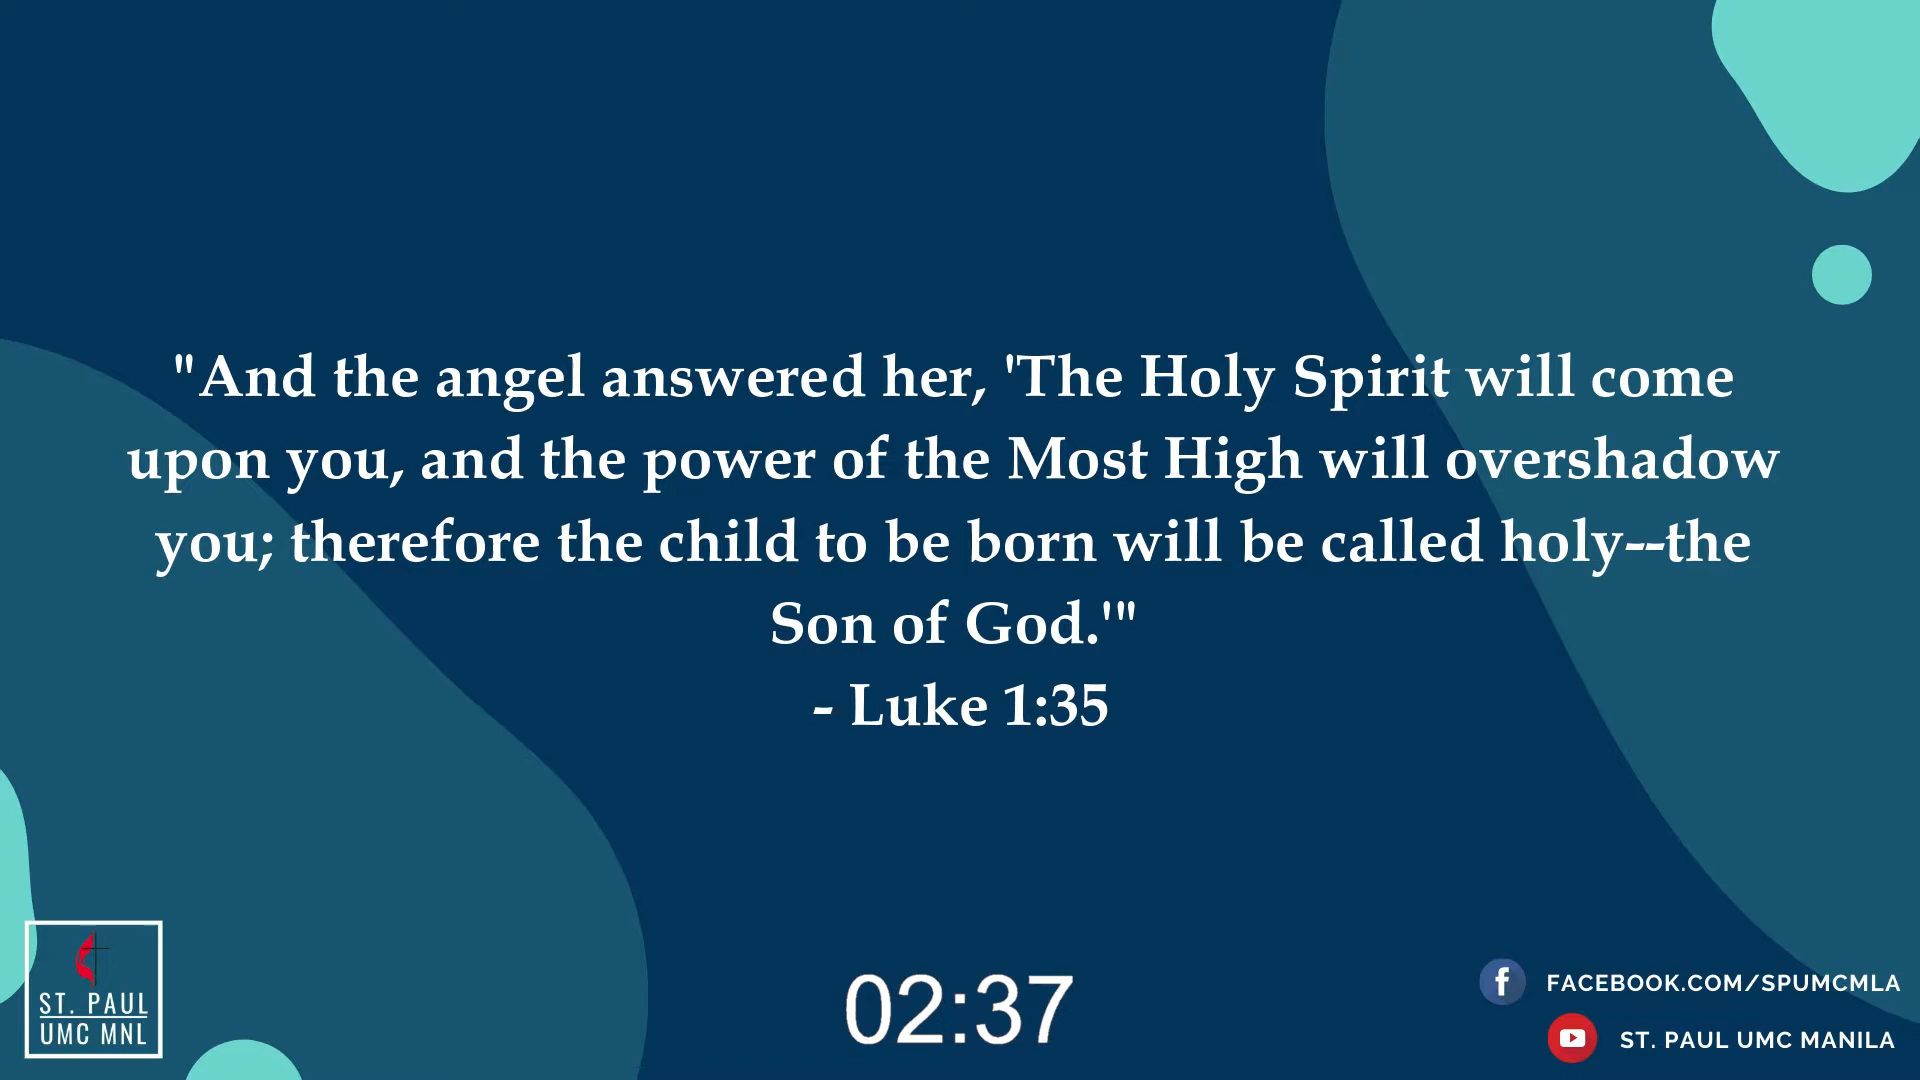 "And the angel answered her, 'The Holy Spirit will come
upon you, and the power of the Most High will overshadow
you; therefore the child to be born will be called holy--the
Son of God.'"
- Luke 1:35
ST. PAUL
UMC MNL
02:37
FACEBOOK.COM/SPUMCMLA
ST. PAUL UMC MANILA